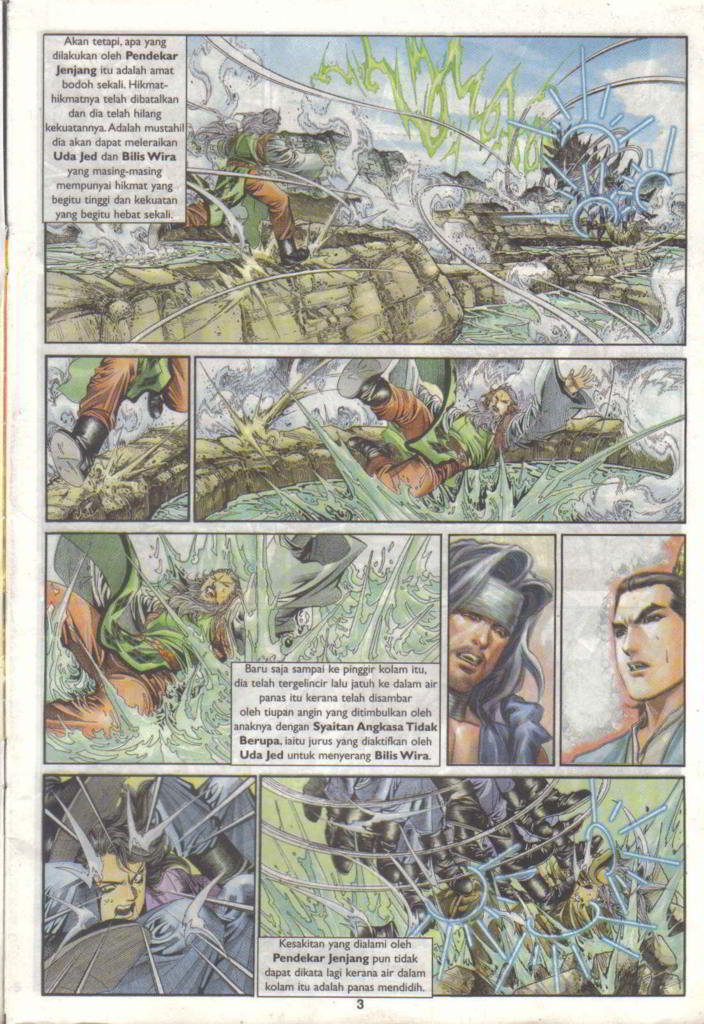 Akan tetapi, apa yang
dilakukan oleh Pendekar
Jenjang itu adalah amat
bodoh sekali. Hikmat-
hikmatnya telah dibatalkan
dan dia telah hilang
kekuatannya. Adalah mustahil
dia akan dapat meleraikan
Uda Jed dan Bilis Wira
yang masing-masing
mempunyai hikmat yang
begitu tinggi dan kekuatan
yang begitu hebat sekali.
Baru saja sampai ke pinggir kolam itu,
dia telah tergelincir lalu jatuh ke dalam air
panas itu kerana telah disambar
oleh tiupan angin yang ditimbulkan oleh
anaknya dengan Syaitan Angkasa Tidak
Berupa, iaitu jurus yang diaktifkan oleh
Uda Jed untuk menyerang Bilis Wira.
Kesakitan yang dialami oleh
Pendekar Jenjang pun tidak
dapat dikata lagi kerana air dalam
kolam itu adalah panas mendidih.
3